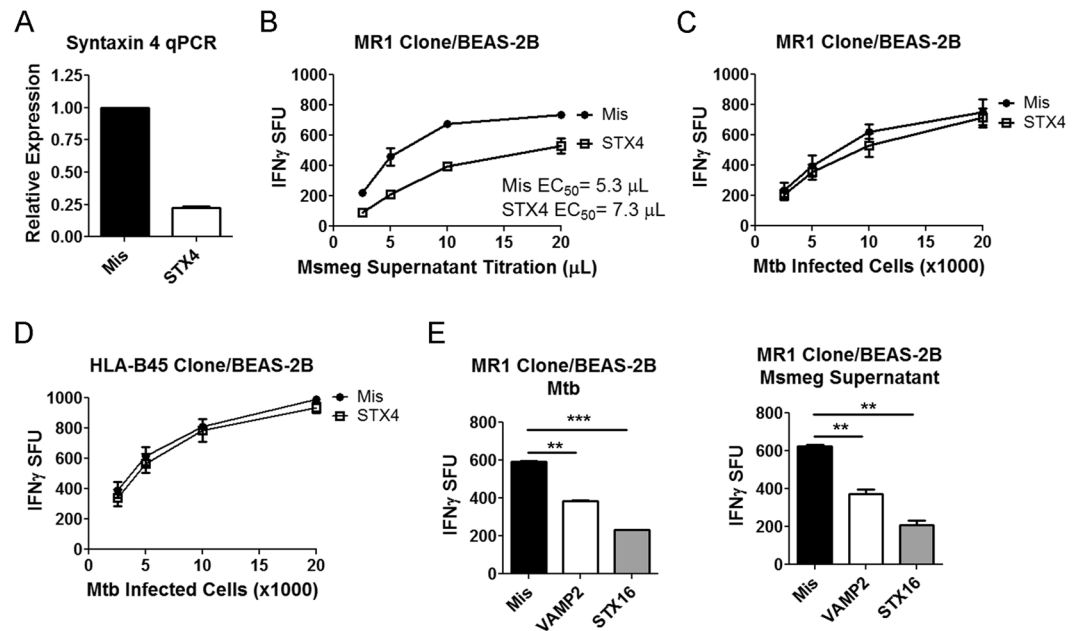 A
Syntaxin 4 qPCR
Relative Expression
1.25
1.00
0.75
0.50
0.25
0.00
Mis
STX4
B
MR1 Clone/BEAS-2B
IFNγ SFU
1000
800
600
400
200
0
0
5
10
15
20
Msmeg Supernatant Titration (μL)
Mis
STX4
Mis EC50= 5.3 μL
STX4 EC50= 7.3 μL
C
MR1 Clone/BEAS-2B
IFNγ SFU
1000
800
600
400
200
0
0
5
10
15
20
Mtb Infected Cells (x1000)
Mis
STX4
D
HLA-B45 Clone/BEAS-2B
IFNγ SFU
1000
800
600
400
200
0
0
5
10
15
20
Mtb Infected Cells (x1000)
Mis
STX4
E
MR1 Clone/BEAS-2B
Mtb
IFNγ SFU
800
600
400
200
0
***
**
Mis
VAMP2
STX16
MR1 Clone/BEAS-2B
Msmeg Supernatant
IFNγ SFU
800
600
400
200
0
**
**
Mis
VAMP2
STX16